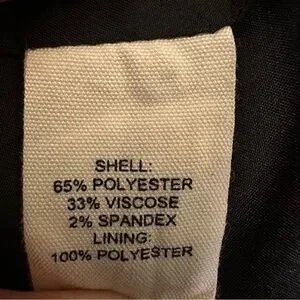 SHELL:
65% POLYESTER
33% VISCOSE
2% SPANDEX
LINING:
100% POLYESTER